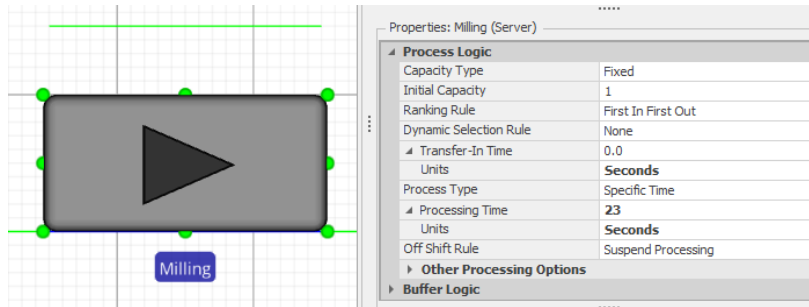 Milling
Properties: Milling (Server)
Process Logic
Capacity Type Fixed
Initial Capacity 1
Ranking Rule First In First Out
Dynamic Selection Rule None
Transfer-In Time 0.0
Units Seconds
Process Type Specific Time
Processing Time 23
Units Seconds
Off Shift Rule Suspend Processing
Other Processing Options
Buffer Logic